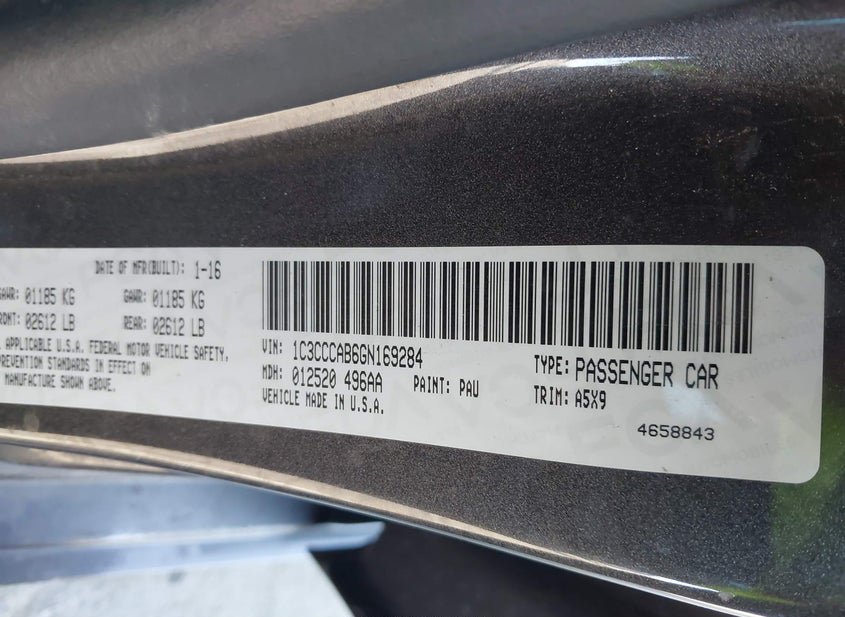 DATE OF MFR(BUILT): 1-16
GAWR: 01185 KG GAWR: 01185 KG
FRONT: 02612 LB REAR: 02612 LB
APPLICABLE U.S.A. FEDERAL MOTOR VEHICLE SAFETY,
PREVENTION STANDARDS IN EFFECT ON
MANUFACTURE SHOWN ABOVE.
VIN: 1C3CCCAB6GN169284
MDH: 012520 496AA PAINT: PAU
VEHICLE MADE IN U.S.A.
TYPE: PASSENGER CAR
TRIM: A5X9
4658843